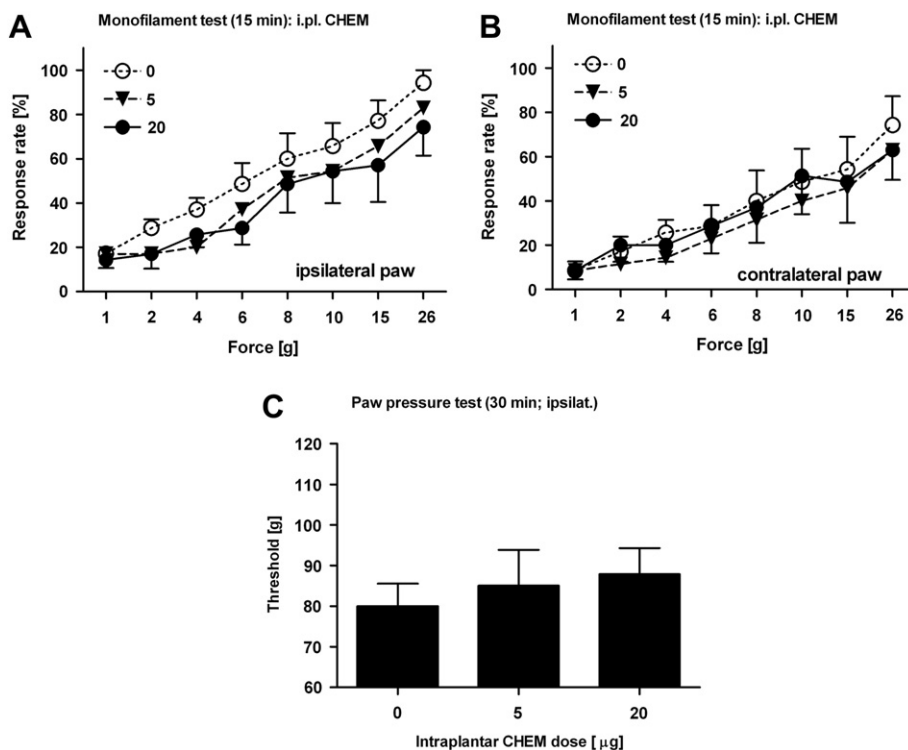 A
Monofilament test (15 min): i.pl. CHEM
Response rate [%]
100
80
60
40
20
0
0
5
20
ipsilateral paw
1 2 4 6 8 10 15 26
Force [g]
B
Monofilament test (15 min): i.pl. CHEM
Response rate [%]
100
80
60
40
20
0
0
5
20
contralateral paw
1 2 4 6 8 10 15 26
Force [g]
C
Paw pressure test (30 min; ipsilat.)
Threshold [g]
120
110
100
90
80
70
60
0 5 20
Intraplantar CHEM dose [ µg]